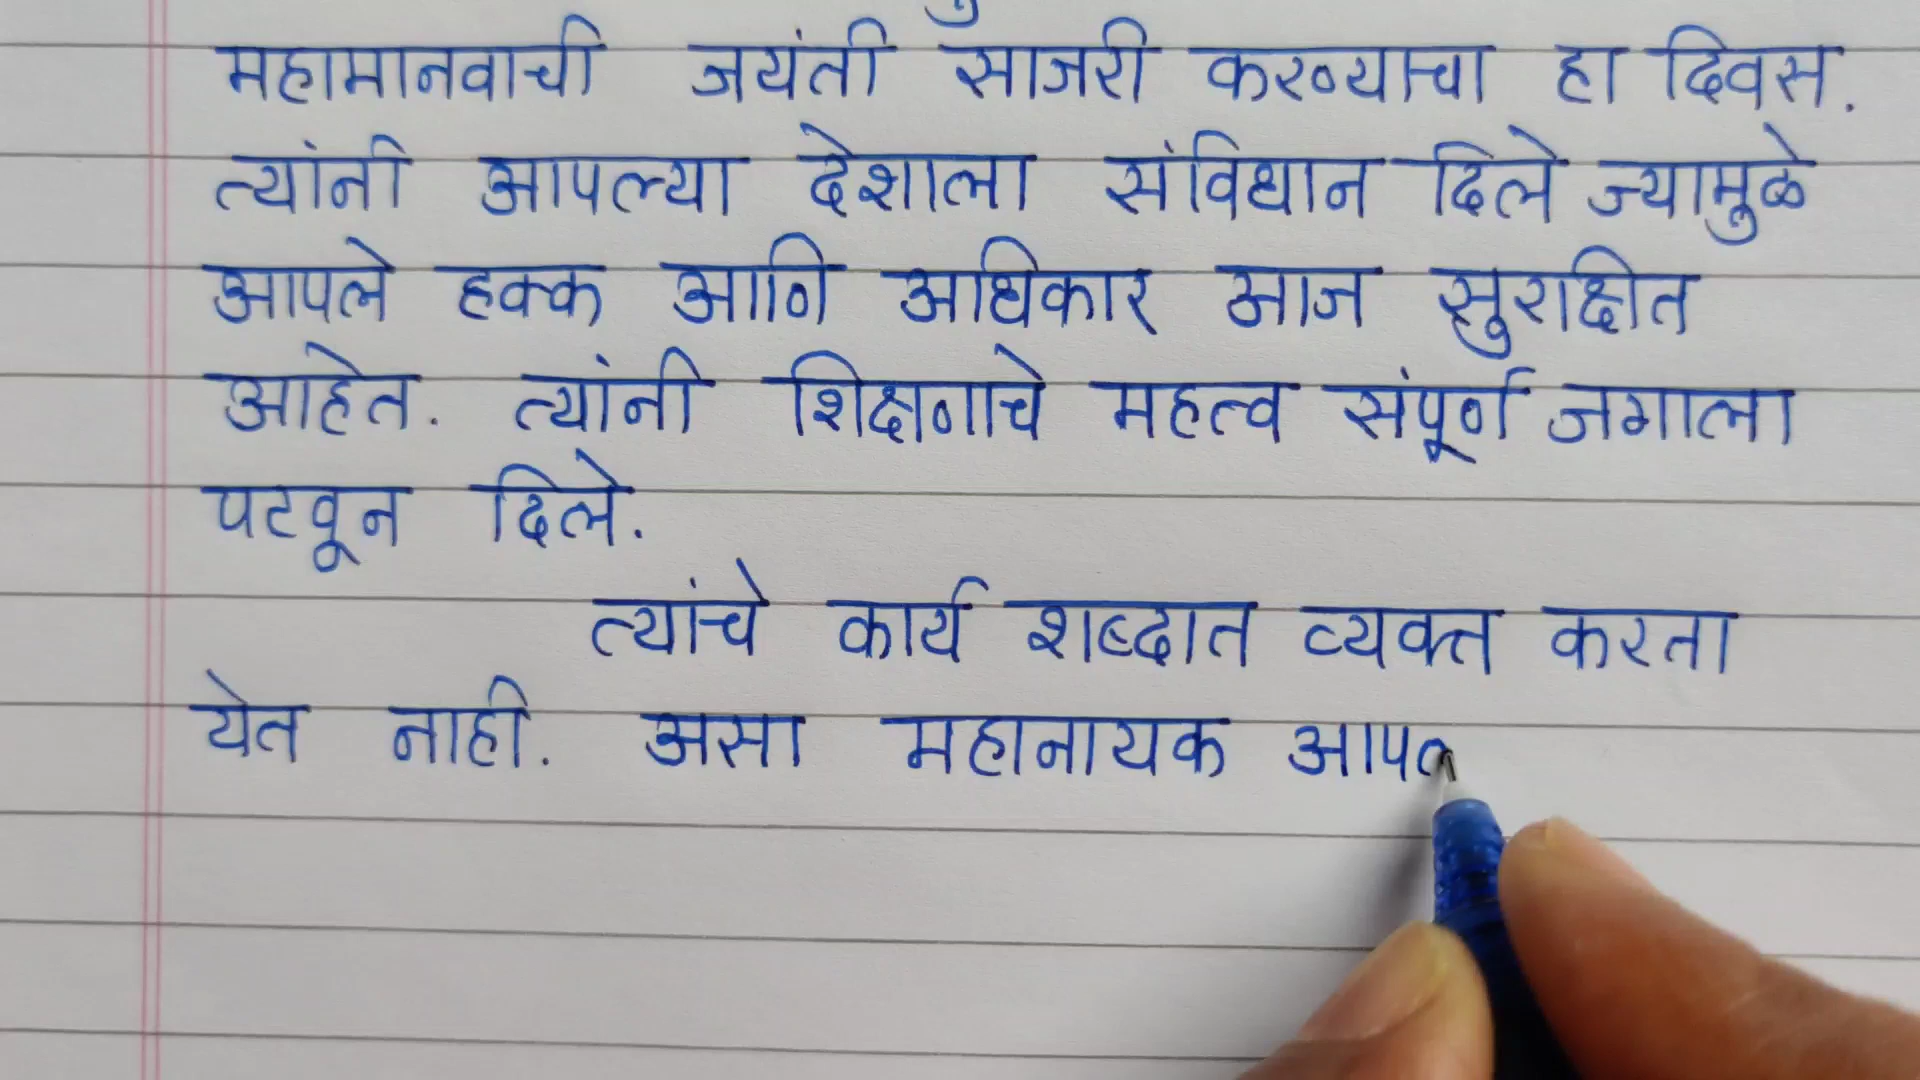 महामानवाची जयंती साजरी करण्याचा हा दिवस.
त्यांनी आपल्या देशाला संविधान दिले ज्यामुळे
आपले हक्क आणि अधिकार आज सुरक्षित
आहेत. त्यांनी शिक्षणाचे महत्व संपूर्ण जगाला
पटवून दिले.
त्यांचे कार्य शब्दात व्यक्त करता
येत नाही. असा महानायक